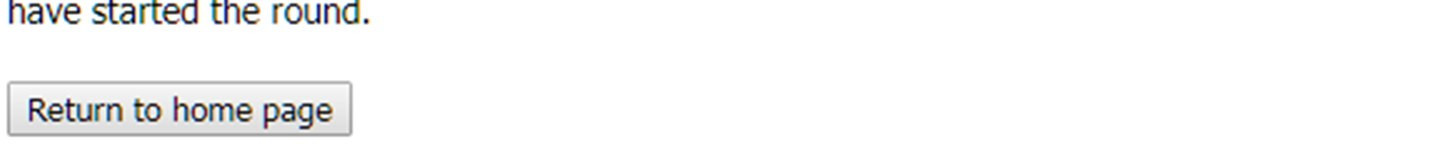 have started the round.
Return to home page